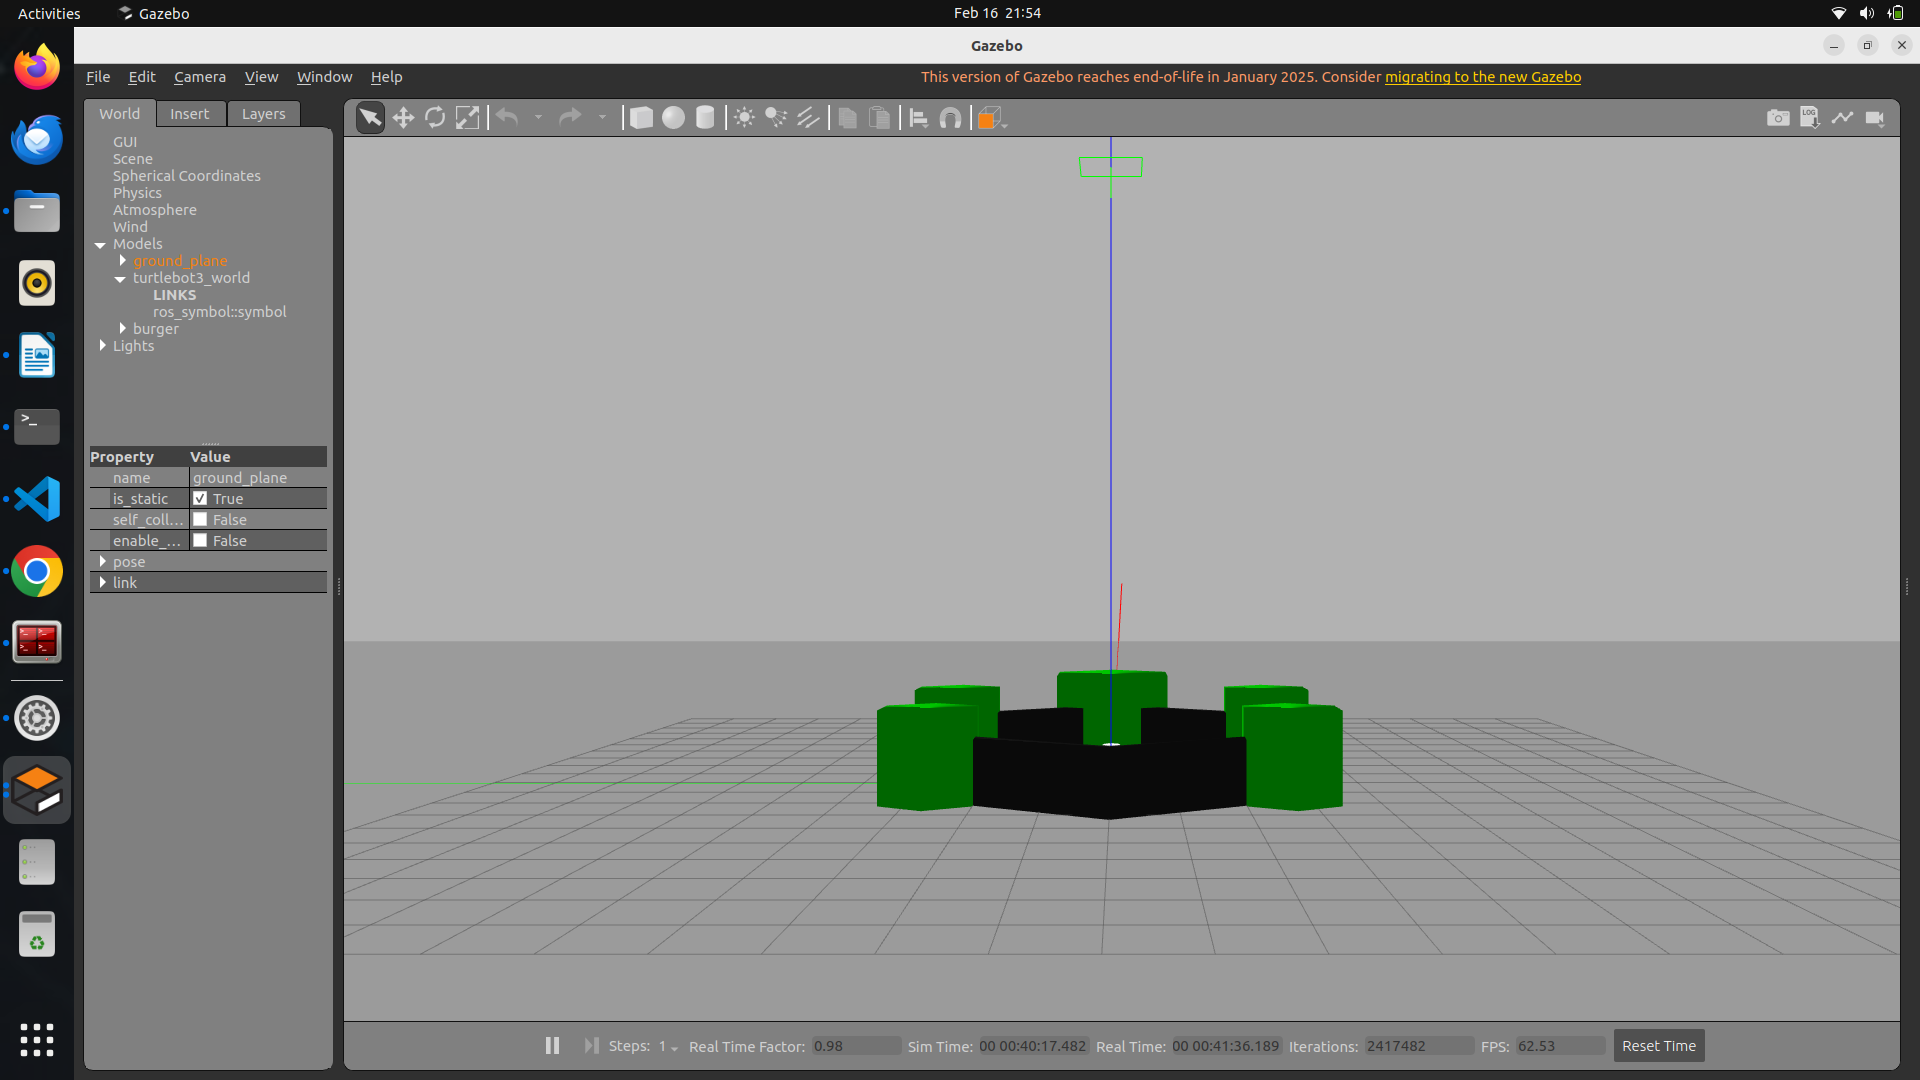 Activities Gazebo Feb 16 21:54
Gazebo
File Edit Camera View Window Help This version of Gazebo reaches end-of-life in January 2025. Consider migrating to the new Gazebo
World Insert Layers
LOG
GUI
Scene
Spherical Coordinates
Physics
Atmosphere
Wind
Models
ground_plane
turtlebot3_world
LINKS
ros_symbol::symbol
burger
Lights
Property Value
name ground_plane
is_static True
self_coll... False
enable_... False
pose
link
Steps: 1 Real Time Factor: 0.98 Sim Time: 00 00:40:17.482 Real Time: 00 00:41:36.189 Iterations: 2417482 FPS: 62.53 Reset Time